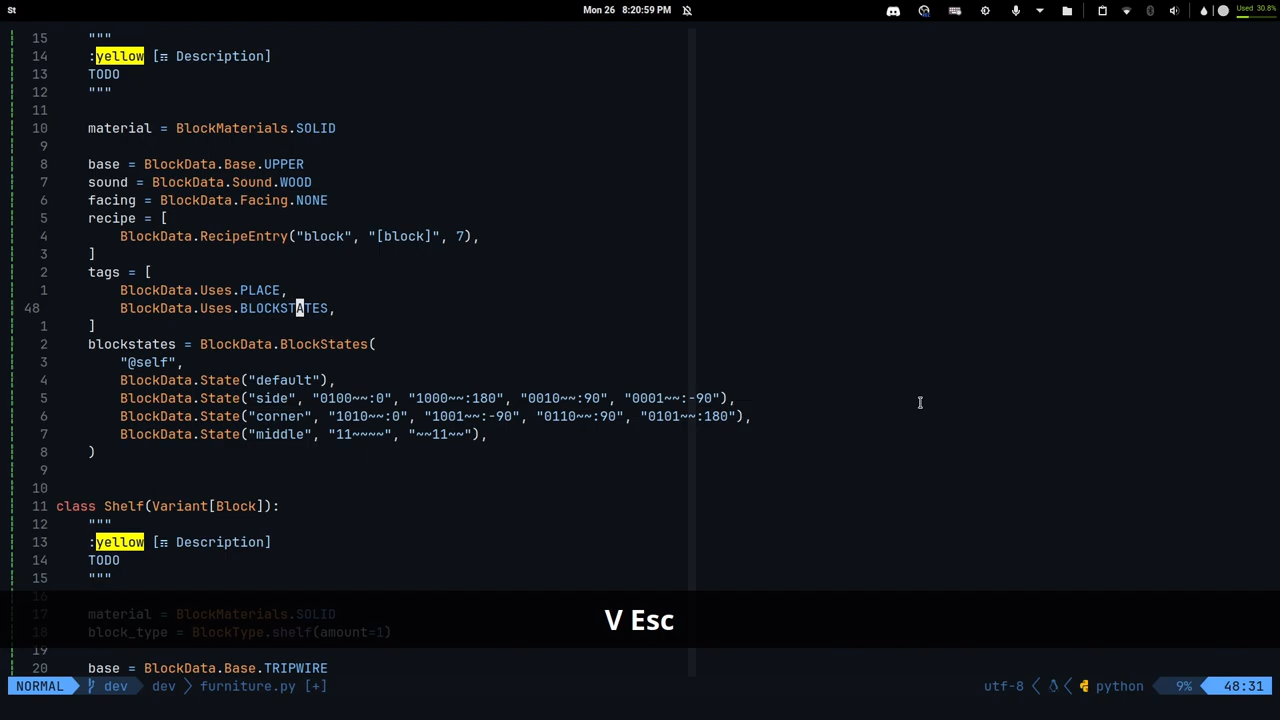 St
Mon 26 8:20:59 PM
Used 30.8%
15 """
14 :yellow [ Description]
13 TODO
12 """
11
10 material = BlockMaterials.SOLID
9
8 base = BlockData.Base.UPPER
7 sound = BlockData.Sound.WOOD
6 facing = BlockData.Facing.NONE
5 recipe = [
4 BlockData.RecipeEntry("block", "[block]", 7),
3 ]
2 tags = [
1 BlockData.Uses.PLACE,
48 BlockData.Uses.BLOCKSTATES,
1 ]
2 blockstates = BlockData.BlockStates(
3 "@self",
4 BlockData.State("default"),
5 BlockData.State("side", "0100~~:0", "1000~~:180", "0010~~:90", "0001~~:-90"),
6 BlockData.State("corner", "1010~~:0", "1001~~:-90", "0110~~:90", "0101~~:180"),
7 BlockData.State("middle", "11~~~~", "~~11~~"),
8 )
9
10
11 class Shelf(Variant[Block]):
12 """
13 :yellow [ Description]
14 TODO
15 """
16
17 material = BlockMaterials.SOLID
18 block_type = BlockType.shelf(amount=1)
19
20 base = BlockData.Base.TRIPWIRE
V Esc
NORMAL dev dev furniture.py [+] utf-8 python 9% 48:31